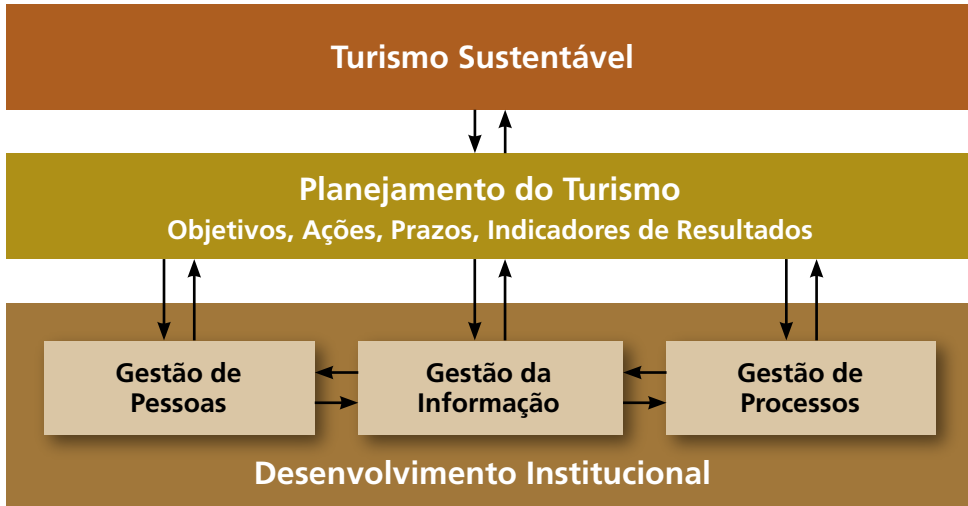 Turismo Sustentável
Planejamento do Turismo
Objetivos, Ações, Prazos, Indicadores de Resultados
Gestão de
Pessoas
Gestão da
Informação
Gestão de
Processos
Desenvolvimento Institucional